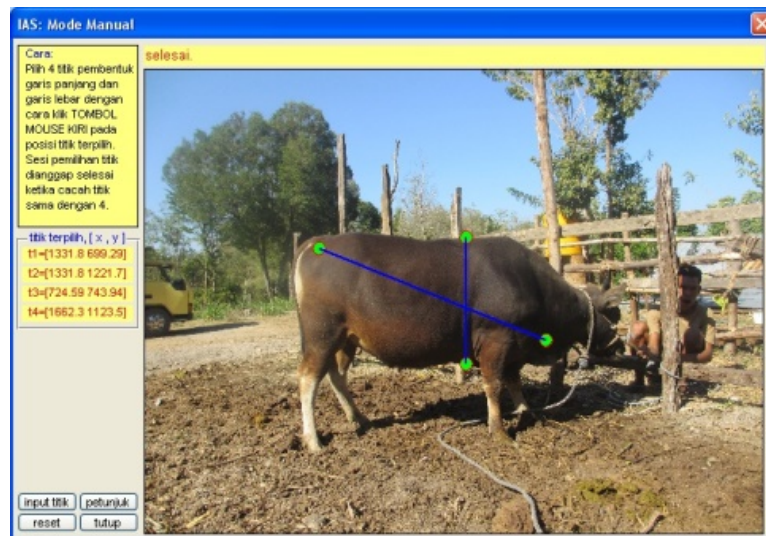 IAS: Mode Manual
Cara:
Pilih 4 titik pembentuk
garis panjang dan
garis lebar dengan
cara klik TOMBOL
MOUSE KIRI pada
posisi titik terpilih.
Sesi pemilihan titik
dianggap selesai
ketika cacah titik
sama dengan 4.
selesai.
titik terpilih, [ x , y ]
t1=[1331.8 699.29]
t2=[1331.8 1221.7]
t3=[724.59 743.94]
t4=[1662.3 1123.5]
input titik petunjuk
reset tutup